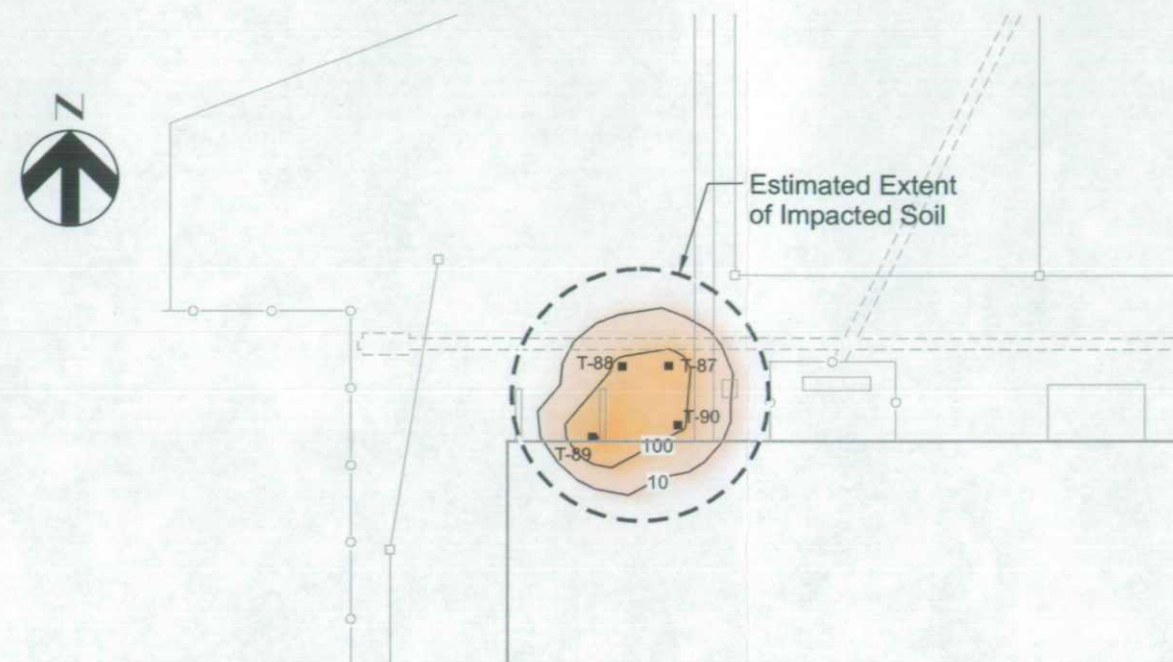 N
Estimated Extent
of Impacted Soil
T-88
T-87
T-90
T-89
100
10